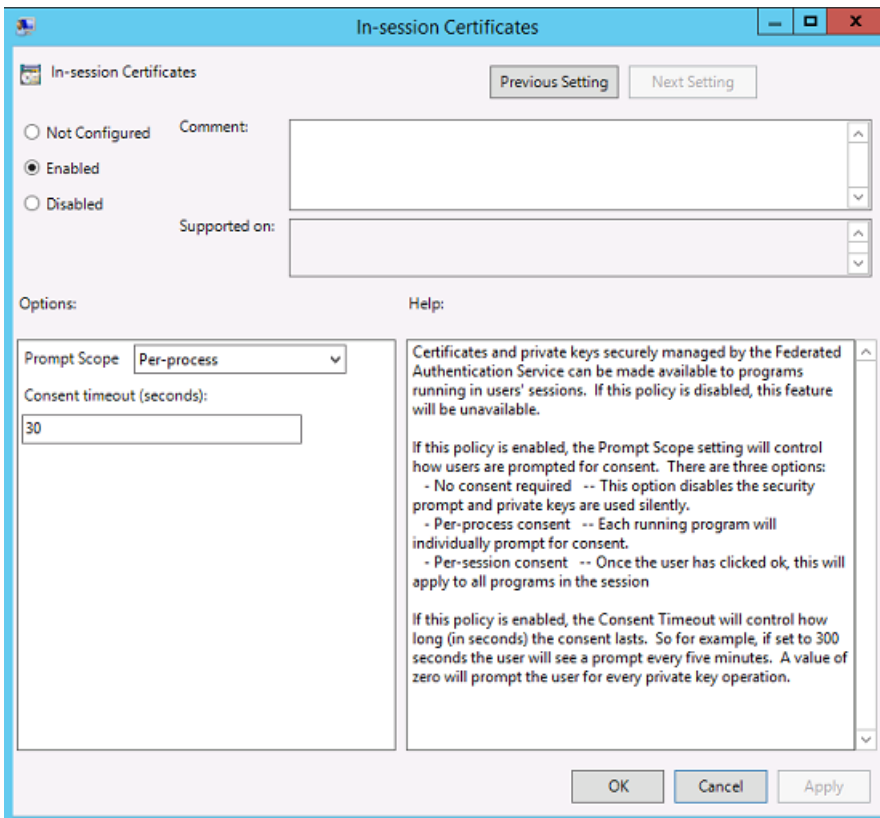 In-session Certificates
In-session Certificates
Previous Setting
Next Setting
Not Configured
Comment:
Enabled
Disabled
Supported on:
Options:
Help:
Prompt Scope
Per-process
Consent timeout (seconds):
30
Certificates and private keys securely managed by the Federated
Authentication Service can be made available to programs
running in users' sessions.  If this policy is disabled, this feature
will be unavailable.
If this policy is enabled, the Prompt Scope setting will control
how users are prompted for consent.  There are three options:
- No consent required  -- This option disables the security
prompt and private keys are used silently.
- Per-process consent  -- Each running program will
individually prompt for consent.
- Per-session consent  -- Once the user has clicked ok, this will
apply to all programs in the session
If this policy is enabled, the Consent Timeout will control how
long (in seconds) the consent lasts.  So for example, if set to 300
seconds the user will see a prompt every five minutes.  A value of
zero will prompt the user for every private key operation.
OK
Cancel
Apply